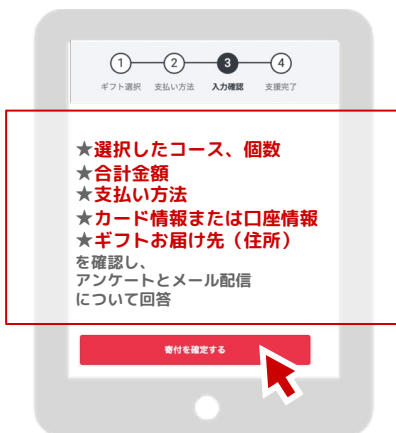 1 2 3 4
ギフト選択 支払い方法 入力確認 支援完了
★選択したコース、個数
★合計金額
★支払い方法
★カード情報または口座情報
★ギフトお届け先（住所）
を確認し、
アンケートとメール配信
について回答
寄付を確定する